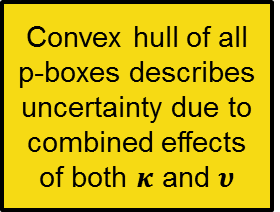 Convex hull of all
p-boxes describes
uncertainty due to
combined effects
of both κ and υ